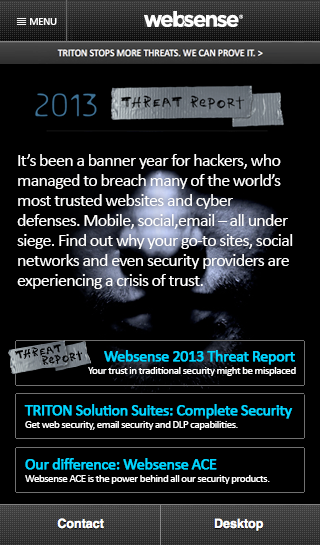 MENU
websense®
TRITON STOPS MORE THREATS. WE CAN PROVE IT. >
2013 THREAT REPORT
It's been a banner year for hackers, who
managed to breach many of the world's
most trusted websites and cyber
defenses. Mobile, social,email – all under
siege. Find out why your go-to sites, social
networks and even security providers are
experiencing a crisis of trust.
THREAT REPORT
Websense 2013 Threat Report
Your trust in traditional security might be misplaced
TRITON Solution Suites: Complete Security
Get web security, email security and DLP capabilities.
Our difference: Websense ACE
Websense ACE is the power behind all our security products.
Contact
Desktop